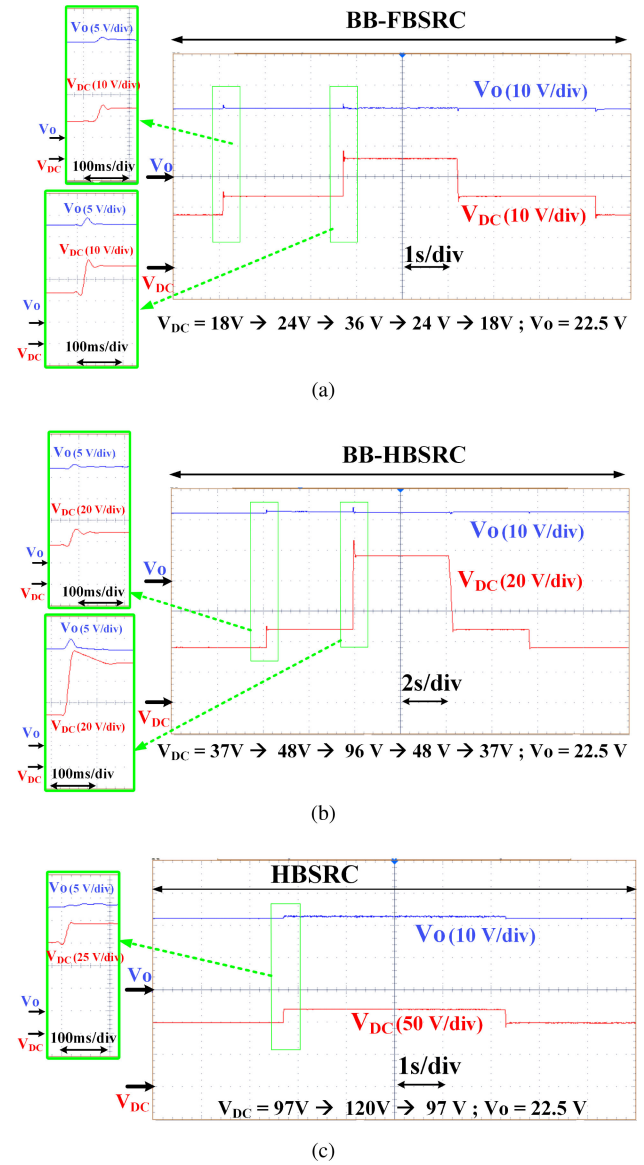 BB-FBSRC
Vo (5 V/div)
VDC (10 V/div)
Vo
VDC
100ms/div
Vo (5 V/div)
VDC (10 V/div)
Vo
VDC
100ms/div
Vo (10 V/div)
Vo
VDC (10 V/div)
1s/div
VDC
VDC = 18V → 24V → 36 V → 24 V → 18V ; Vo = 22.5 V
(a)
BB-HBSRC
Vo (5 V/div)
VDC (20 V/div)
Vo
VDC
100ms/div
Vo (5 V/div)
VDC (20 V/div)
Vo
VDC
100ms/div
Vo (10 V/div)
Vo
VDC (20 V/div)
2s/div
VDC
VDC = 37V → 48V → 96 V → 48 V → 37V ; Vo = 22.5 V
(b)
HBSRC
Vo (5 V/div)
VDC (25 V/div)
Vo
VDC
100ms/div
Vo (10 V/div)
Vo
VDC (50 V/div)
1s/div
VDC
VDC = 97V → 120V → 97 V ; Vo = 22.5 V
(c)